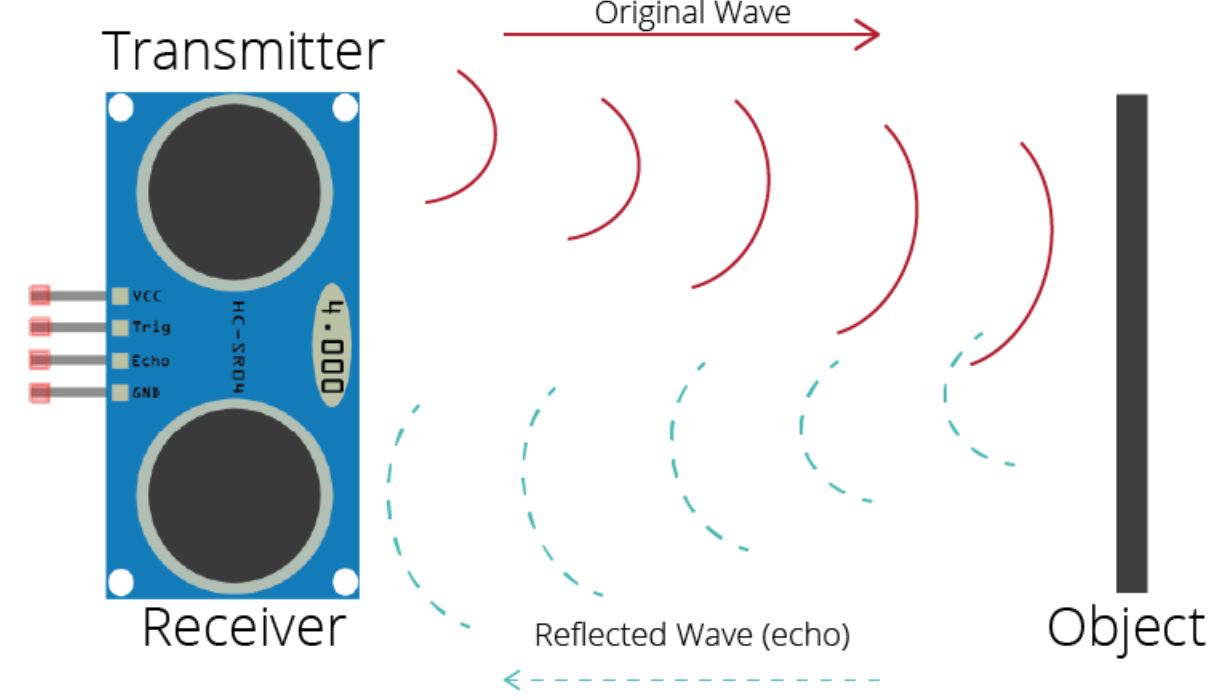 Original Wave
Transmitter
VCC
Trig
Echo
GND
HC-SR04
4.000
Receiver
Reflected Wave (echo)
Object